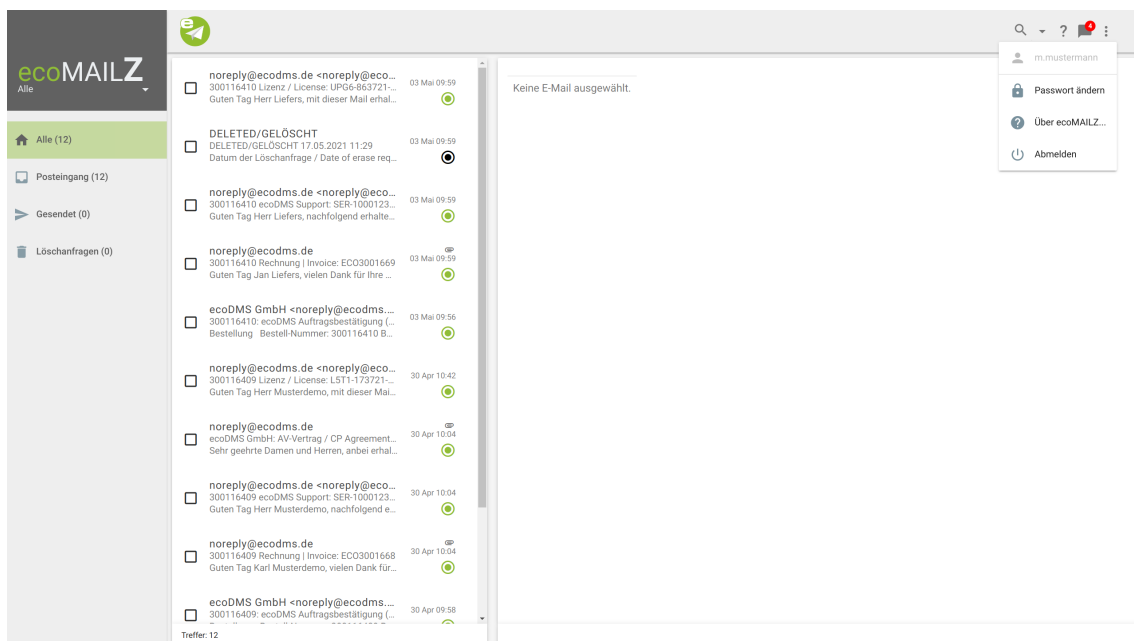 ecoMAILZ
Alle
Alle (12)
Posteingang (12)
Gesendet (0)
Löschanfragen (0)
e
noreply@ecodms.de <noreply@eco...
03 Mai 09:59
300116410 Lizenz / License: UPG6-863721-...
Guten Tag Herr Liefers, mit dieser Mail erhal...
DELETED/GELÖSCHT
03 Mai 09:59
DELETED/GELÖSCHT 17.05.2021 11:29
Datum der Löschanfrage / Date of erase req...
noreply@ecodms.de <noreply@eco...
03 Mai 09:59
300116410 ecoDMS Support: SER-1000123...
Guten Tag Herr Liefers, nachfolgend erhalte...
noreply@ecodms.de
03 Mai 09:59
300116410 Rechnung | Invoice: ECO3001669
Guten Tag Jan Liefers, vielen Dank für Ihre ...
ecoDMS GmbH <noreply@ecodms....
03 Mai 09:56
300116410: ecoDMS Auftragsbestätigung (...
Bestellung Bestell-Nummer: 300116410 B...
noreply@ecodms.de <noreply@eco...
30 Apr 10:42
300116409 Lizenz / License: L5T1-173721-...
Guten Tag Herr Musterdemo, mit dieser Mai...
noreply@ecodms.de
30 Apr 10:04
ecoDMS GmbH: AV-Vertrag / CP Agreement...
Sehr geehrte Damen und Herren, anbei erhal...
noreply@ecodms.de <noreply@eco...
30 Apr 10:04
300116409 ecoDMS Support: SER-1000123...
Guten Tag Herr Musterdemo, nachfolgend e...
noreply@ecodms.de
30 Apr 10:04
300116409 Rechnung | Invoice: ECO3001668
Guten Tag Karl Musterdemo, vielen Dank für...
ecoDMS GmbH <noreply@ecodms....
30 Apr 09:58
300116409: ecoDMS Auftragsbestätigung (...
Treffer: 12
Keine E-Mail ausgewählt.
?
4
m.mustermann
Passwort ändern
Über ecoMAILZ...
Abmelden